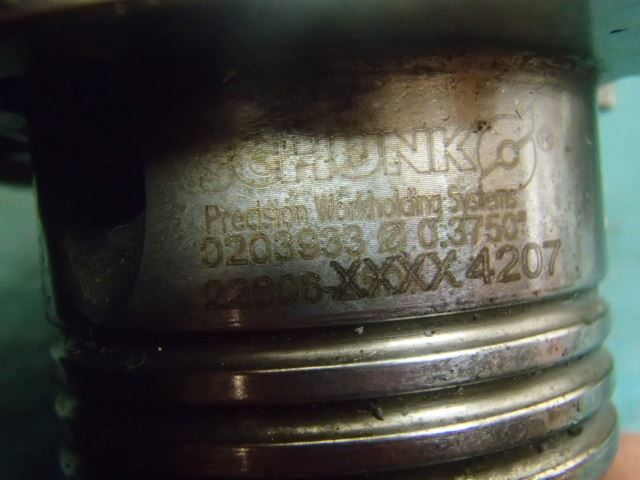 SCHUNK ®
Precision Workholding Systems
0203933 Ø 0.3750"
22606-XXXX 4207